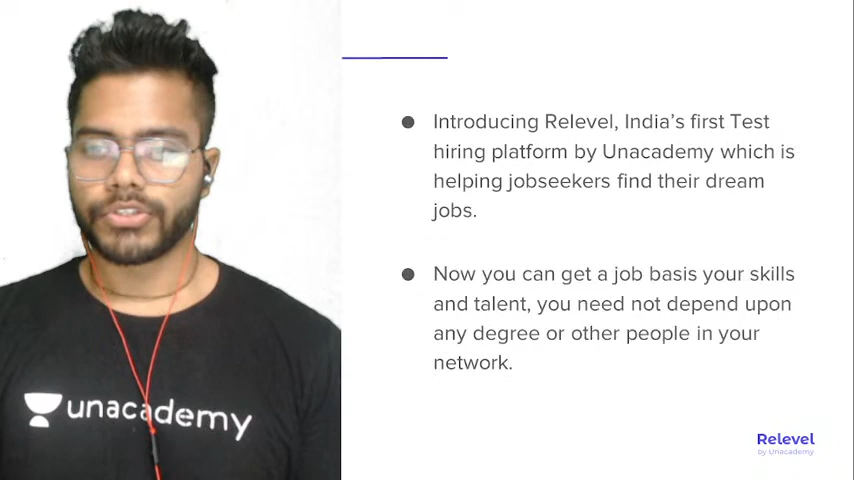 Introducing Relevel, India's first Test
hiring platform by Unacademy which is
helping jobseekers find their dream
jobs.
Now you can get a job basis your skills
and talent, you need not depend upon
any degree or other people in your
network.
unacademy
Relevel
by Unacademy